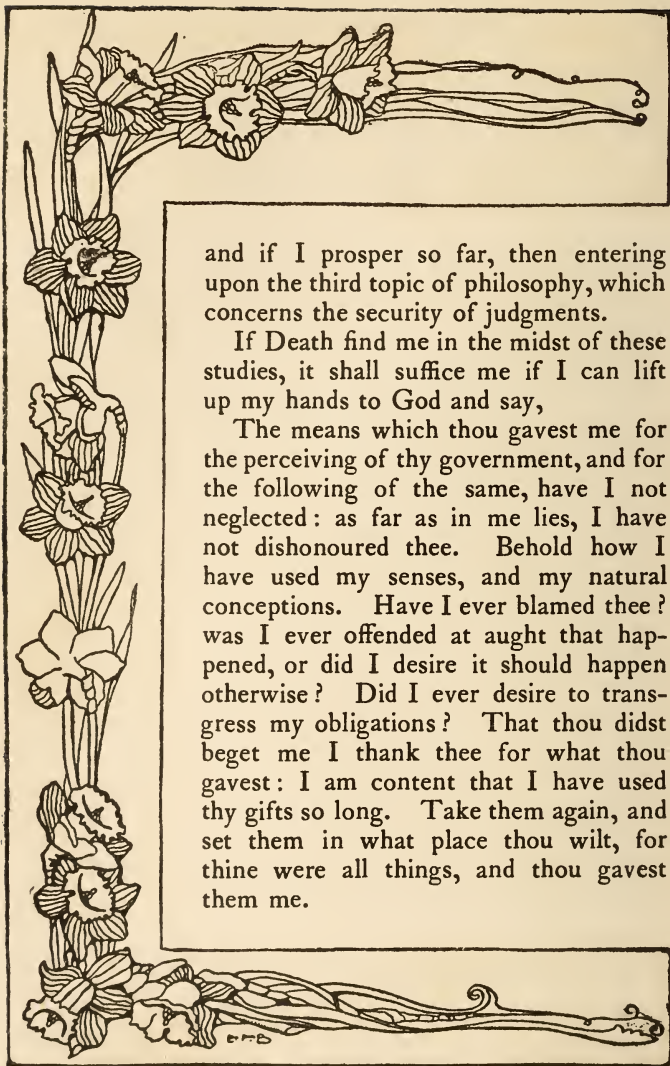 and if I prosper so far, then entering
upon the third topic of philosophy, which
concerns the security of judgments.
If Death find me in the midst of these
studies, it shall suffice me if I can lift
up my hands to God and say,
The means which thou gavest me for
the perceiving of thy government, and for
the following of the same, have I not
neglected: as far as in me lies, I have
not dishonoured thee. Behold how I
have used my senses, and my natural
conceptions. Have I ever blamed thee?
was I ever offended at aught that hap-
pened, or did I desire it should happen
otherwise? Did I ever desire to trans-
gress my obligations? That thou didst
beget me I thank thee for what thou
gavest: I am content that I have used
thy gifts so long. Take them again, and
set them in what place thou wilt, for
thine were all things, and thou gavest
them me.